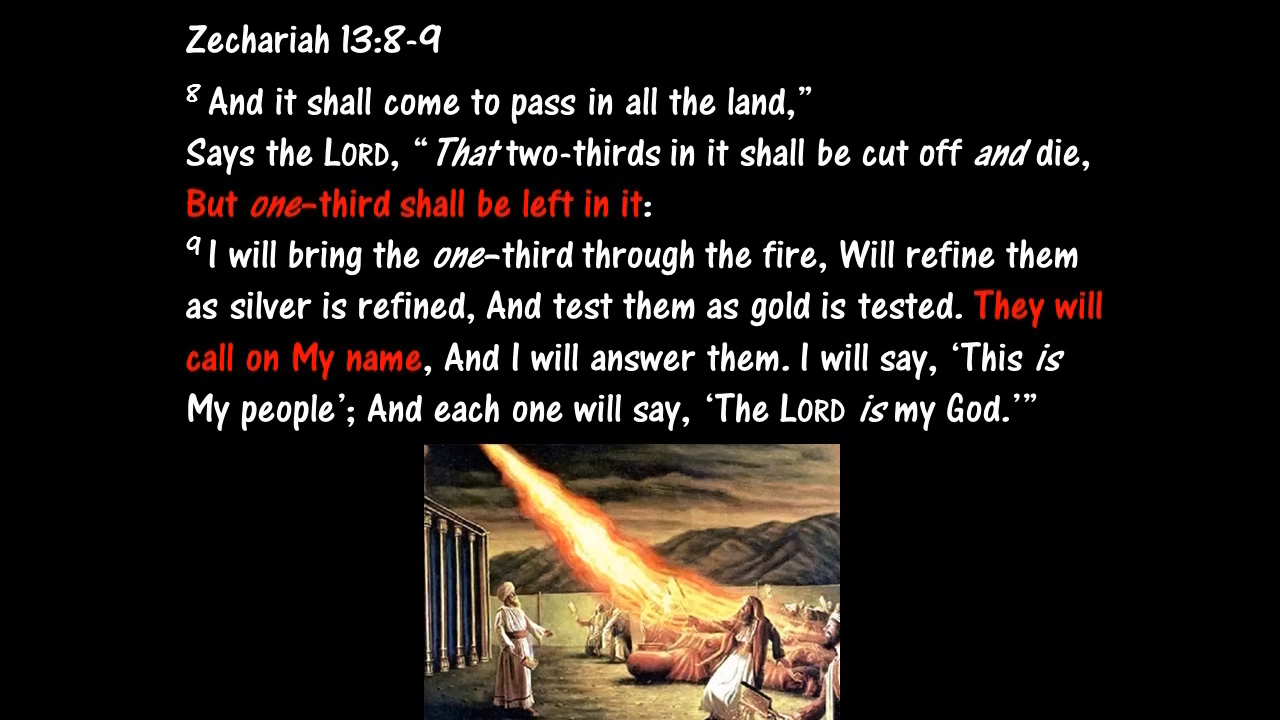 Zechariah 13:8-9
8 And it shall come to pass in all the land,”
Says the LORD, “That two-thirds in it shall be cut off and die,
But one–third shall be left in it:
9 I will bring the one–third through the fire, Will refine them
as silver is refined, And test them as gold is tested. They will
call on My name, And I will answer them. I will say, ‘This is
My people’; And each one will say, ‘The LORD is my God.’”